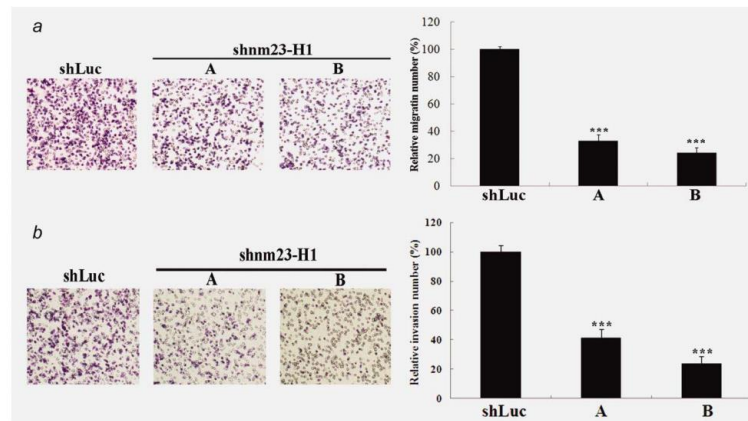 a
shnm23-H1
shLuc
A
B
Relative migratin number (%)
120
100
80
60
40
20
0
***
***
shLuc
A
B
b
shnm23-H1
shLuc
A
B
Relative invasion number (%)
120
100
80
60
40
20
0
***
***
shLuc
A
B